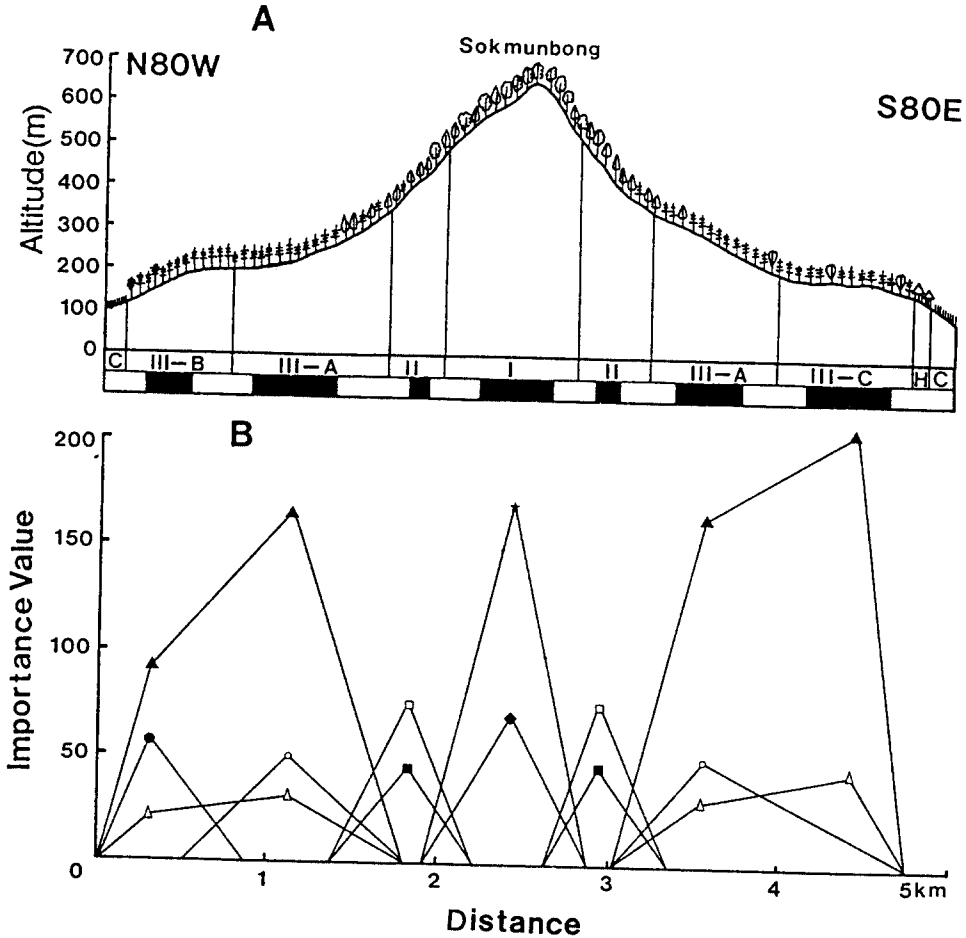 A
Sokmunbong
N80W
S80E
Altitude(m)
700
600
500
400
300
200
100
0
C III-B III-A II I II III-A III-C H C
B
Importance Value
200
150
100
50
0
1 2 3 4 5km
Distance